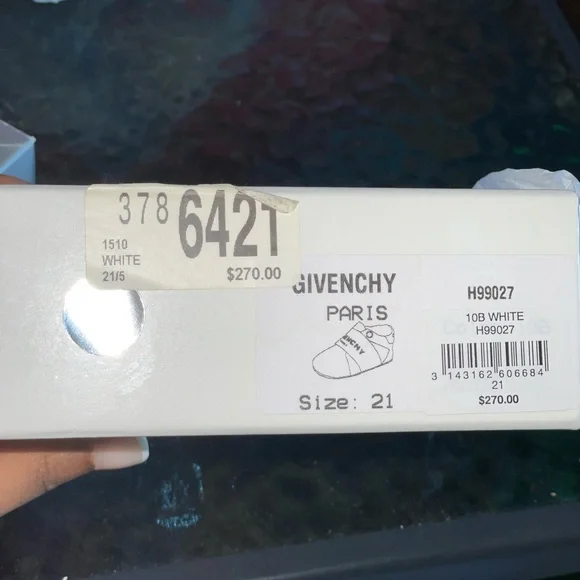 378 6421
1510
WHITE
21/5
$270.00
GIVENCHY
PARIS
Size: 21
H99027
10B WHITE
H99027
3 143162 606684
21
$270.00